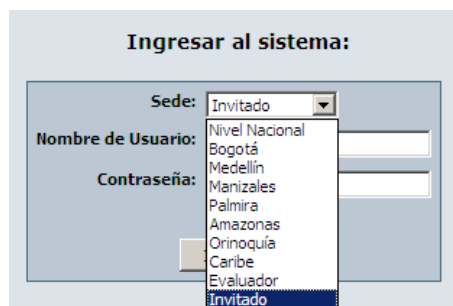 Ingresar al sistema:
Sede: Invitado
Nombre de Usuario:
Contraseña:
Nivel Nacional
Bogotá
Medellín
Manizales
Palmira
Amazonas
Orinoquía
Caribe
Evaluador
Invitado